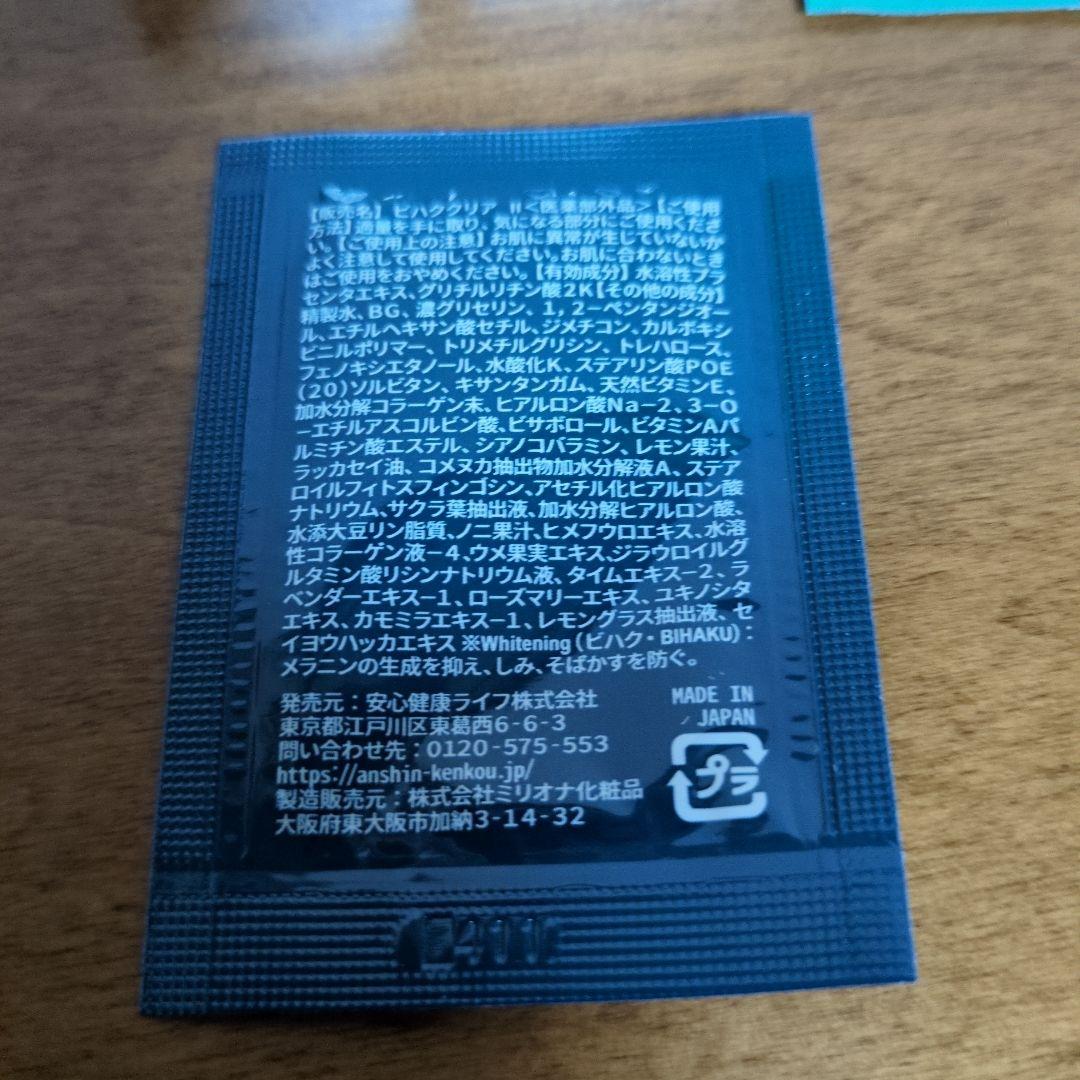 【販売名】ビハククリア Ⅱ<医薬部外品>【ご使用
方法】適量を手に取り、気になる部分にご使用くださ
い。【ご使用上の注意】お肌に異常が生じていないか
よく注意して使用してください。お肌に合わないとき
はご使用をおやめください。【有効成分】水溶性プラ
センタエキス、グリチルリチン酸2K【その他の成分】
精製水、BG、濃グリセリン、1,2−ペンタンジオー
ル、エチルヘキサン酸セチル、ジメチコン、カルボキシ
ビニルポリマー、トリメチルグリシン、トレハロース、
フェノキシエタノール、水酸化K、ステアリン酸POE
(20)ソルビタン、キサンタンガム、天然ビタミンE、
加水分解コラーゲン末、ヒアルロン酸Na−2、3−O
−エチルアスコルビン酸、ビサボロール、ビタミンAパ
ルミチン酸エステル、シアノコバラミン、レモン果汁、
ラッカセイ油、コメヌカ抽出物加水分解液A、ステア
ロイルフィトスフィンゴシン、アセチル化ヒアルロン酸
ナトリウム、サクラ葉抽出液、加水分解ヒアルロン酸、
水添大豆リン脂質、ノニ果汁、ヒメフウロエキス、水溶
性コラーゲン液−4、ウメ果実エキス、ジラウロイルグ
ルタミン酸リシンナトリウム液、タイムエキス−2、ラ
ベンダーエキス−1、ローズマリーエキス、ユキノシタ
エキス、カモミラエキス−1、レモングラス抽出液、セ
イヨウハッカエキス ※Whitening(ビハク・BIHAKU):
メラニンの生成を抑え、しみ、そばかすを防ぐ。
発売元:安心健康ライフ株式会社
東京都江戸川区東葛西6-6-3
問い合わせ先:0120-575-553
https://anshin-kenkou.jp/
製造販売元:株式会社ミリオナ化粧品
大阪府東大阪市加納3-14-32
MADE IN
JAPAN
プラ